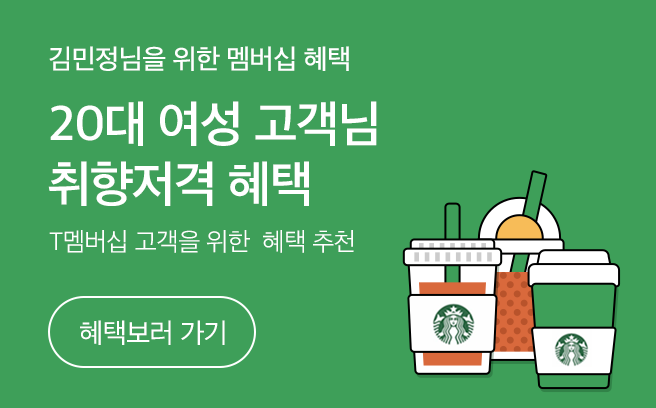 김민정님을 위한 멤버십 혜택
20대 여성 고객님
취향저격 혜택
T멤버십 고객을 위한 혜택 추천
혜택보러 가기